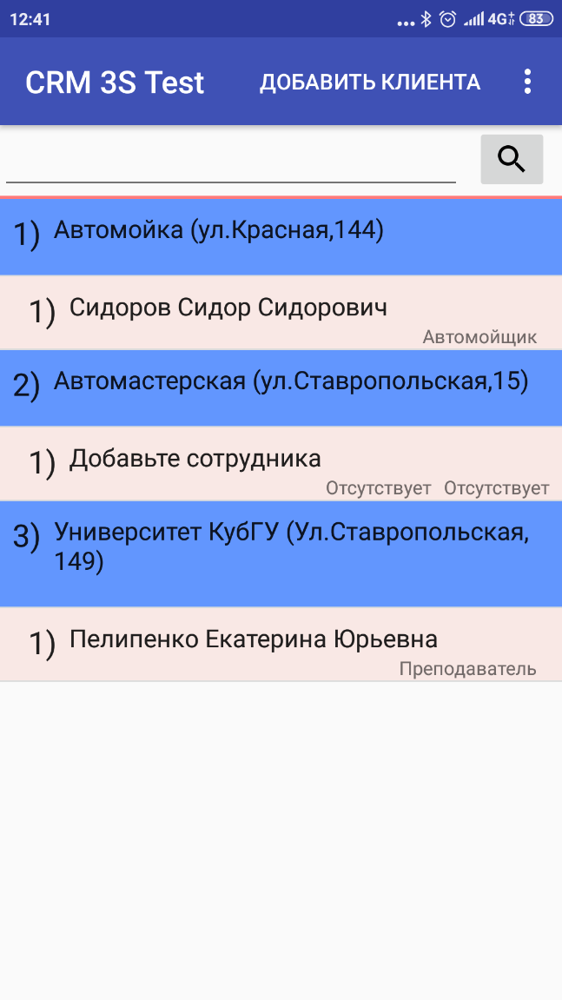 12:41
4G 83
CRM 3S Test ДОБАВИТЬ КЛИЕНТА
1) Автомойка (ул.Красная,144)
1) Сидоров Сидор Сидорович
Автомойщик
2) Автомастерская (ул.Ставропольская,15)
1) Добавьте сотрудника
Отсутствует Отсутствует
3) Университет КубГУ (Ул.Ставропольская,
149)
1) Пелипенко Екатерина Юрьевна
Преподаватель